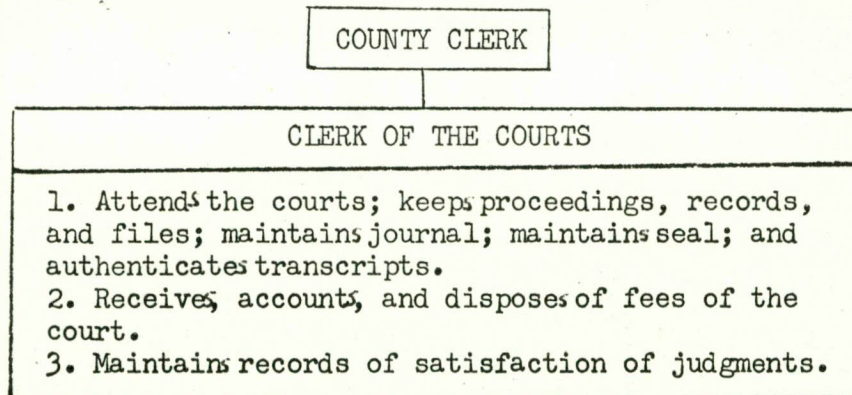 COUNTY CLERK
CLERK OF THE COURTS
1. Attends the courts; keeps proceedings, records,
and files; maintains journal; maintains seal; and
authenticates transcripts.
2. Receives, accounts, and disposes of fees of the
court.
3. Maintains records of satisfaction of judgments.